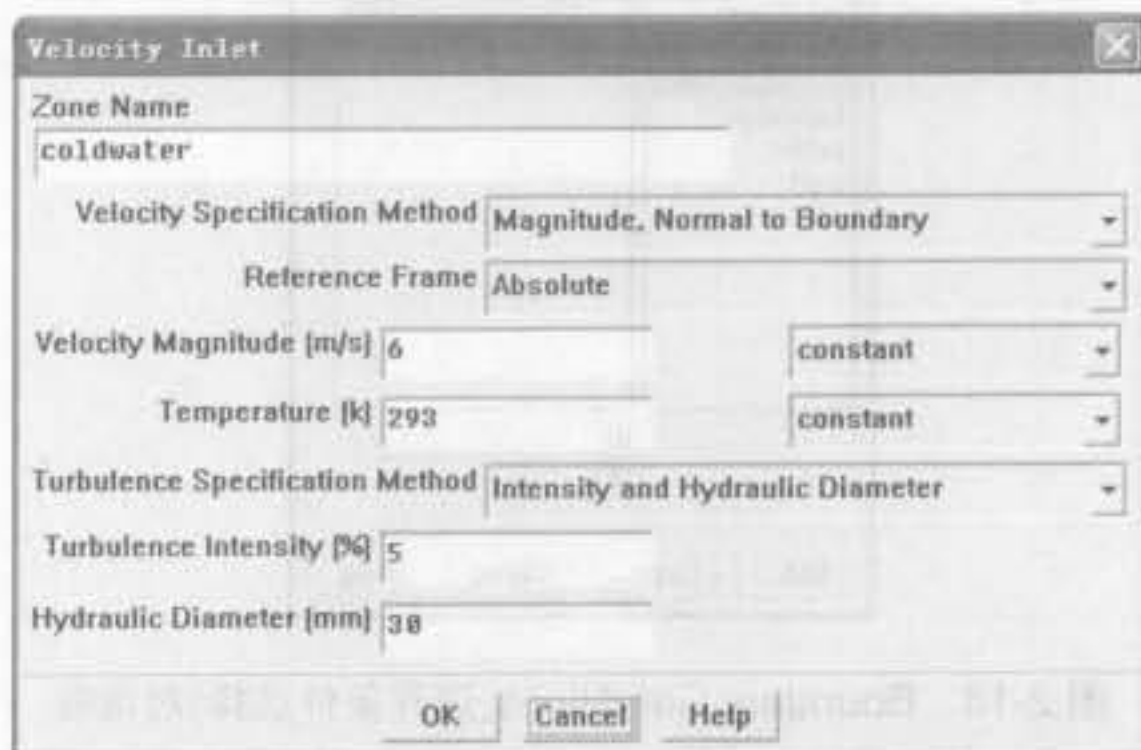 Velocity Inlet
Zone Name
coldwater
Velocity Specification Method Magnitude, Normal to Boundary
Reference Frame Absolute
Velocity Magnitude (m/s) 6 constant
Temperature (k) 293 constant
Turbulence Specification Method Intensity and Hydraulic Diameter
Turbulence Intensity (%) 5
Hydraulic Diameter (mm) 30
OK Cancel Help